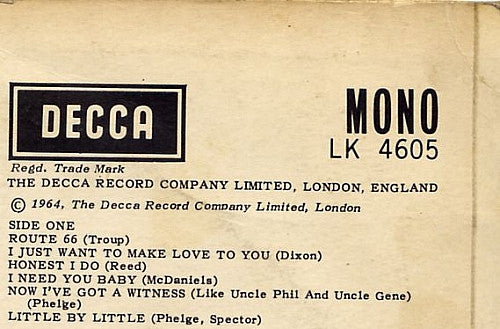 DECCA
MONO
LK 4605
Regd. Trade Mark
THE DECCA RECORD COMPANY LIMITED, LONDON, ENGLAND
© 1964, The Decca Record Company Limited, London
SIDE ONE
ROUTE 66 (Troup)
I JUST WANT TO MAKE LOVE TO YOU (Dixon)
HONEST I DO (Reed)
I NEED YOU BABY (McDaniels)
NOW I'VE GOT A WITNESS (Like Uncle Phil And Uncle Gene)
(Phelge)
LITTLE BY LITTLE (Phelge, Spector)